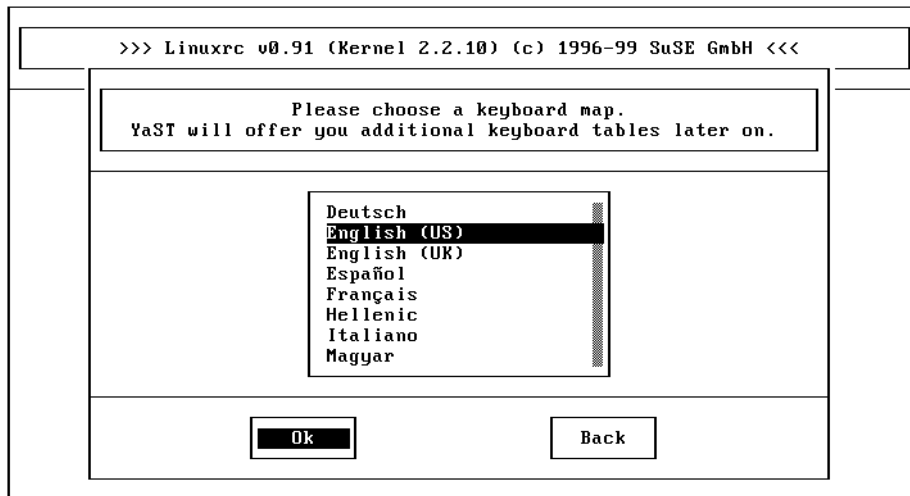 >>> Linuxrc v0.91 (Kernel 2.2.10) (c) 1996-99 SuSE GmbH <<<
Please choose a keyboard map.
YaST will offer you additional keyboard tables later on.
Deutsch
English (US)
English (UK)
Español
Français
Hellenic
Italiano
Magyar
Ok
Back